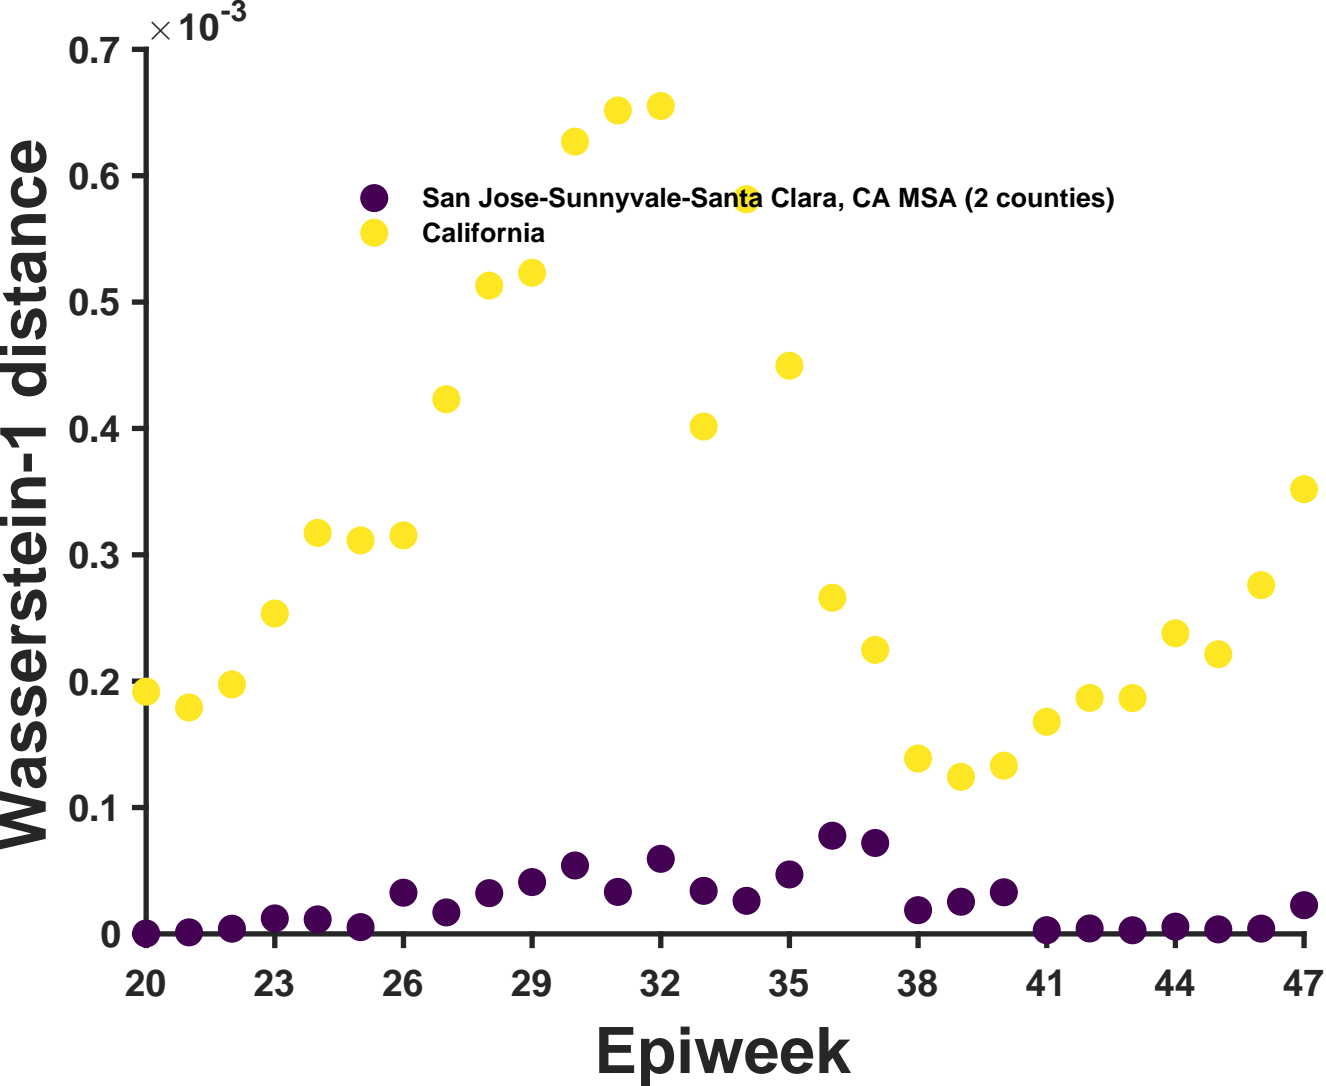 × 10-3
0.7
0.6
0.5
0.4
0.3
0.2
0.1
0
Wasserstein-1 distance
San Jose-Sunnyvale-Santa Clara, CA MSA (2 counties)
California
20 23 26 29 32 35 38 41 44 47
Epiweek